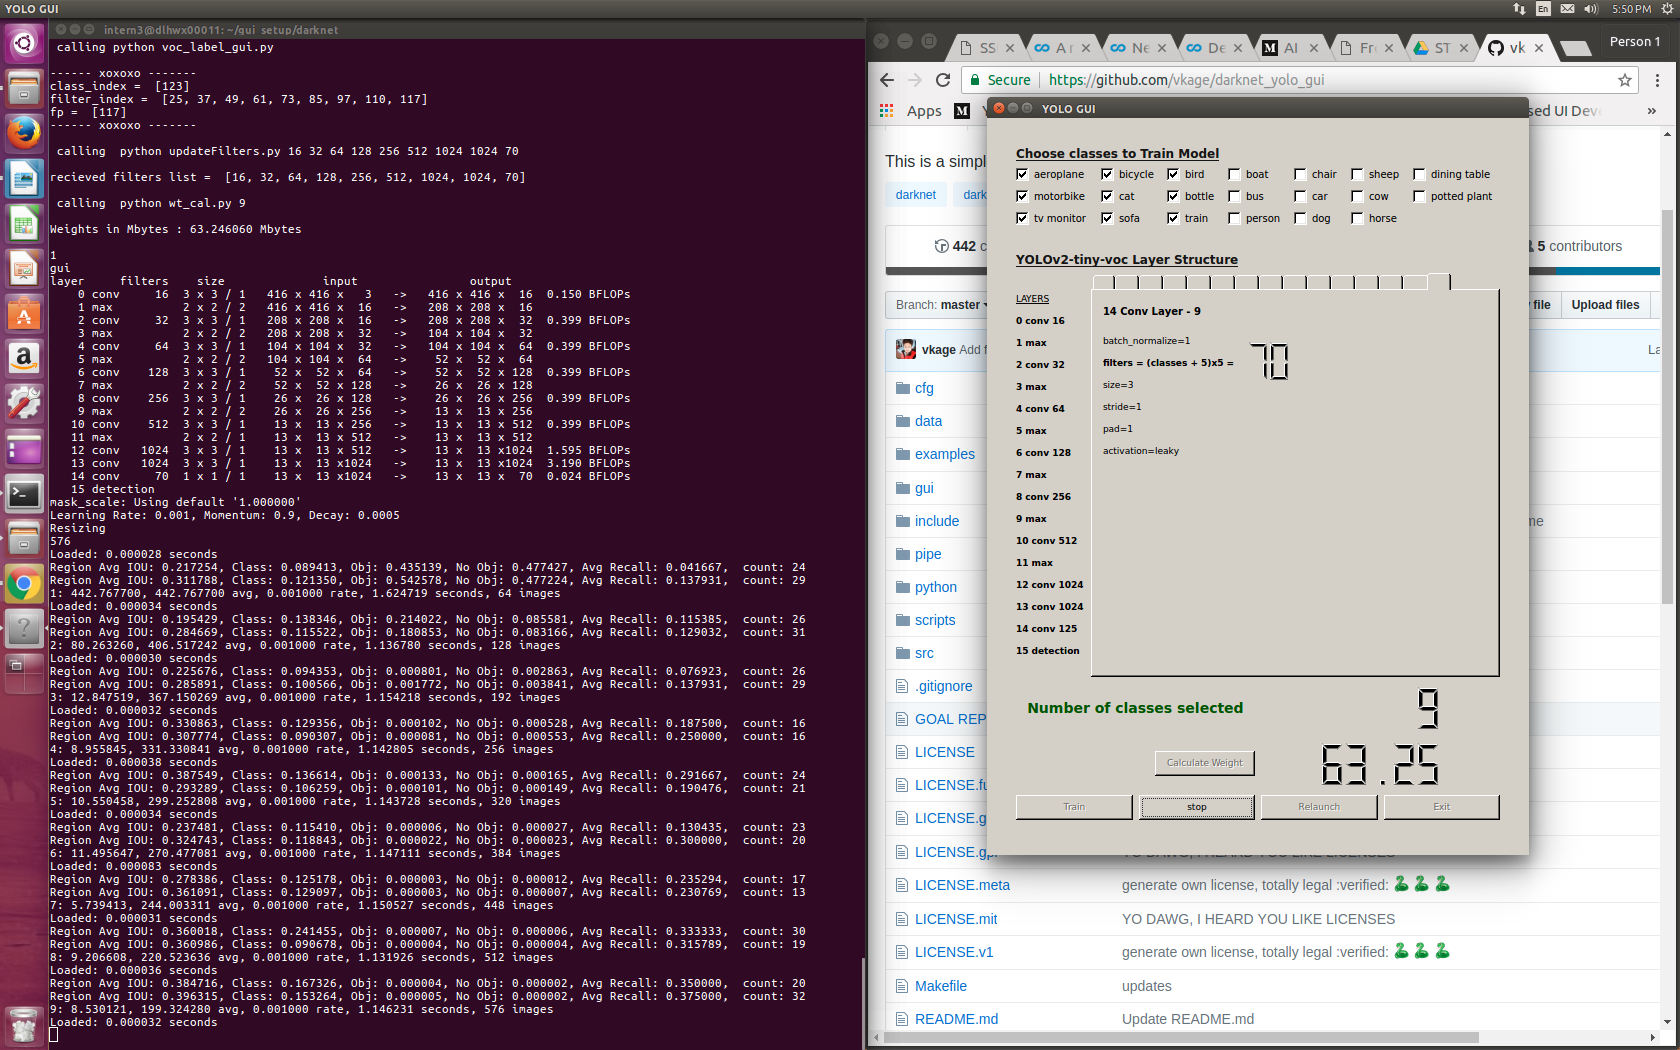 YOLO GUI
En
5:50 PM
intern3@dlhwx00011: ~/gui_setup/darknet
calling python voc_label_gui.py
------ xoxoxo -------
class_index =  [123]
filter_index =  [25, 37, 49, 61, 73, 85, 97, 110, 117]
fp =  [117]
------ xoxoxo -------
calling  python updateFilters.py 16 32 64 128 256 512 1024 1024 70
recieved filters list =  [16, 32, 64, 128, 256, 512, 1024, 1024, 70]
calling  python wt_cal.py 9
Weights in Mbytes : 63.246060 Mbytes
1
gui
layer     filters    size              input                output
0 conv     16  3 x 3 / 1   416 x 416 x   3   ->   416 x 416 x  16  0.150 BFLOPs
1 max          2 x 2 / 2   416 x 416 x  16   ->   208 x 208 x  16
2 conv     32  3 x 3 / 1   208 x 208 x  16   ->   208 x 208 x  32  0.399 BFLOPs
3 max          2 x 2 / 2   208 x 208 x  32   ->   104 x 104 x  32
4 conv     64  3 x 3 / 1   104 x 104 x  32   ->   104 x 104 x  64  0.399 BFLOPs
5 max          2 x 2 / 2   104 x 104 x  64   ->    52 x  52 x  64
6 conv    128  3 x 3 / 1    52 x  52 x  64   ->    52 x  52 x 128  0.399 BFLOPs
7 max          2 x 2 / 2    52 x  52 x 128   ->    26 x  26 x 128
8 conv    256  3 x 3 / 1    26 x  26 x 128   ->    26 x  26 x 256  0.399 BFLOPs
9 max          2 x 2 / 2    26 x  26 x 256   ->    13 x  13 x 256
10 conv    512  3 x 3 / 1    13 x  13 x 256   ->    13 x  13 x 512  0.399 BFLOPs
11 max          2 x 2 / 1    13 x  13 x 512   ->    13 x  13 x 512
12 conv   1024  3 x 3 / 1    13 x  13 x 512   ->    13 x  13 x1024  1.595 BFLOPs
13 conv   1024  3 x 3 / 1    13 x  13 x1024   ->    13 x  13 x1024  3.190 BFLOPs
14 conv     70  1 x 1 / 1    13 x  13 x1024   ->    13 x  13 x  70  0.024 BFLOPs
15 detection
mask_scale: Using default '1.000000'
Learning Rate: 0.001, Momentum: 0.9, Decay: 0.0005
Resizing
576
Loaded: 0.000028 seconds
Region Avg IOU: 0.217254, Class: 0.089413, Obj: 0.435139, No Obj: 0.477427, Avg Recall: 0.041667,  count: 24
Region Avg IOU: 0.311788, Class: 0.121350, Obj: 0.542578, No Obj: 0.477224, Avg Recall: 0.137931,  count: 29
1: 442.767700, 442.767700 avg, 0.001000 rate, 1.624719 seconds, 64 images
Loaded: 0.000034 seconds
Region Avg IOU: 0.195429, Class: 0.138346, Obj: 0.214022, No Obj: 0.085581, Avg Recall: 0.115385,  count: 26
Region Avg IOU: 0.284669, Class: 0.115522, Obj: 0.180853, No Obj: 0.083166, Avg Recall: 0.129032,  count: 31
2: 80.263260, 406.517242 avg, 0.001000 rate, 1.136780 seconds, 128 images
Loaded: 0.000030 seconds
Region Avg IOU: 0.225676, Class: 0.094353, Obj: 0.000801, No Obj: 0.002863, Avg Recall: 0.076923,  count: 26
Region Avg IOU: 0.285891, Class: 0.100566, Obj: 0.001772, No Obj: 0.003841, Avg Recall: 0.137931,  count: 29
3: 12.847519, 367.150269 avg, 0.001000 rate, 1.154218 seconds, 192 images
Loaded: 0.000032 seconds
Region Avg IOU: 0.330863, Class: 0.129356, Obj: 0.000102, No Obj: 0.000528, Avg Recall: 0.187500,  count: 16
Region Avg IOU: 0.307774, Class: 0.090307, Obj: 0.000081, No Obj: 0.000553, Avg Recall: 0.250000,  count: 16
4: 8.955845, 331.330841 avg, 0.001000 rate, 1.142805 seconds, 256 images
Loaded: 0.000038 seconds
Region Avg IOU: 0.387549, Class: 0.136614, Obj: 0.000133, No Obj: 0.000165, Avg Recall: 0.291667,  count: 24
Region Avg IOU: 0.293289, Class: 0.106259, Obj: 0.000101, No Obj: 0.000149, Avg Recall: 0.190476,  count: 21
5: 10.550458, 299.252808 avg, 0.001000 rate, 1.143728 seconds, 320 images
Loaded: 0.000034 seconds
Region Avg IOU: 0.237481, Class: 0.115410, Obj: 0.000006, No Obj: 0.000027, Avg Recall: 0.130435,  count: 23
Region Avg IOU: 0.324743, Class: 0.118843, Obj: 0.000022, No Obj: 0.000023, Avg Recall: 0.300000,  count: 20
6: 11.495647, 270.477081 avg, 0.001000 rate, 1.147111 seconds, 384 images
Loaded: 0.000083 seconds
Region Avg IOU: 0.278386, Class: 0.125178, Obj: 0.000003, No Obj: 0.000012, Avg Recall: 0.235294,  count: 17
Region Avg IOU: 0.361091, Class: 0.129097, Obj: 0.000003, No Obj: 0.000007, Avg Recall: 0.230769,  count: 13
7: 5.739413, 244.003311 avg, 0.001000 rate, 1.150527 seconds, 448 images
Loaded: 0.000031 seconds
Region Avg IOU: 0.360018, Class: 0.241455, Obj: 0.000007, No Obj: 0.000006, Avg Recall: 0.333333,  count: 30
Region Avg IOU: 0.360986, Class: 0.090678, Obj: 0.000004, No Obj: 0.000004, Avg Recall: 0.315789,  count: 19
8: 9.206608, 220.523636 avg, 0.001000 rate, 1.131926 seconds, 512 images
Loaded: 0.000036 seconds
Region Avg IOU: 0.384716, Class: 0.167326, Obj: 0.000004, No Obj: 0.000002, Avg Recall: 0.350000,  count: 20
Region Avg IOU: 0.396315, Class: 0.153264, Obj: 0.000005, No Obj: 0.000002, Avg Recall: 0.375000,  count: 32
9: 8.530121, 199.324280 avg, 0.001000 rate, 1.146231 seconds, 576 images
Loaded: 0.000032 seconds
SS A n Ne De M AI Fr ST vk Person 1
Secure https://github.com/vkage/darknet_yolo_gui
Apps M sed UI Dev »
This is a simpl
darknet dark
442 c 5 contributors
Branch: master file Upload files
vkage Add f La
cfg
data
examples
gui
include me
pipe
python
scripts
src
.gitignore
GOAL REP
LICENSE
LICENSE.fu
LICENSE.g
LICENSE.gpl YO DAWG, I HEARD YOU LIKE LICENSES
LICENSE.meta generate own license, totally legal :verified:
LICENSE.mit YO DAWG, I HEARD YOU LIKE LICENSES
LICENSE.v1 generate own license, totally legal :verified:
Makefile updates
README.md Update README.md
YOLO GUI
Choose classes to Train Model
aeroplane bicycle bird boat chair sheep dining table
motorbike cat bottle bus car cow potted plant
tv monitor sofa train person dog horse
YOLOv2-tiny-voc Layer Structure
LAYERS
0 conv 16
1 max
2 conv 32
3 max
4 conv 64
5 max
6 conv 128
7 max
8 conv 256
9 max
10 conv 512
11 max
12 conv 1024
13 conv 1024
14 conv 125
15 detection
14 Conv Layer - 9
batch_normalize=1
filters = (classes + 5)x5 = 70
size=3
stride=1
pad=1
activation=leaky
Number of classes selected 9
Calculate Weight 63.25
Train stop Relaunch Exit